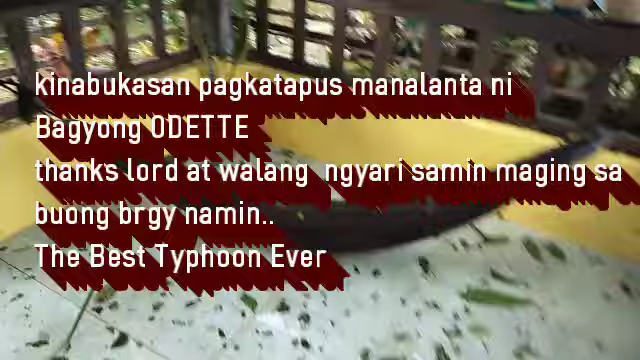 kinabukasan pagkatapus manalanta ni
Bagyong ODETTE
thanks lord at walang ngyari samin maging sa
buong brgy namin..
The Best Typhoon Ever